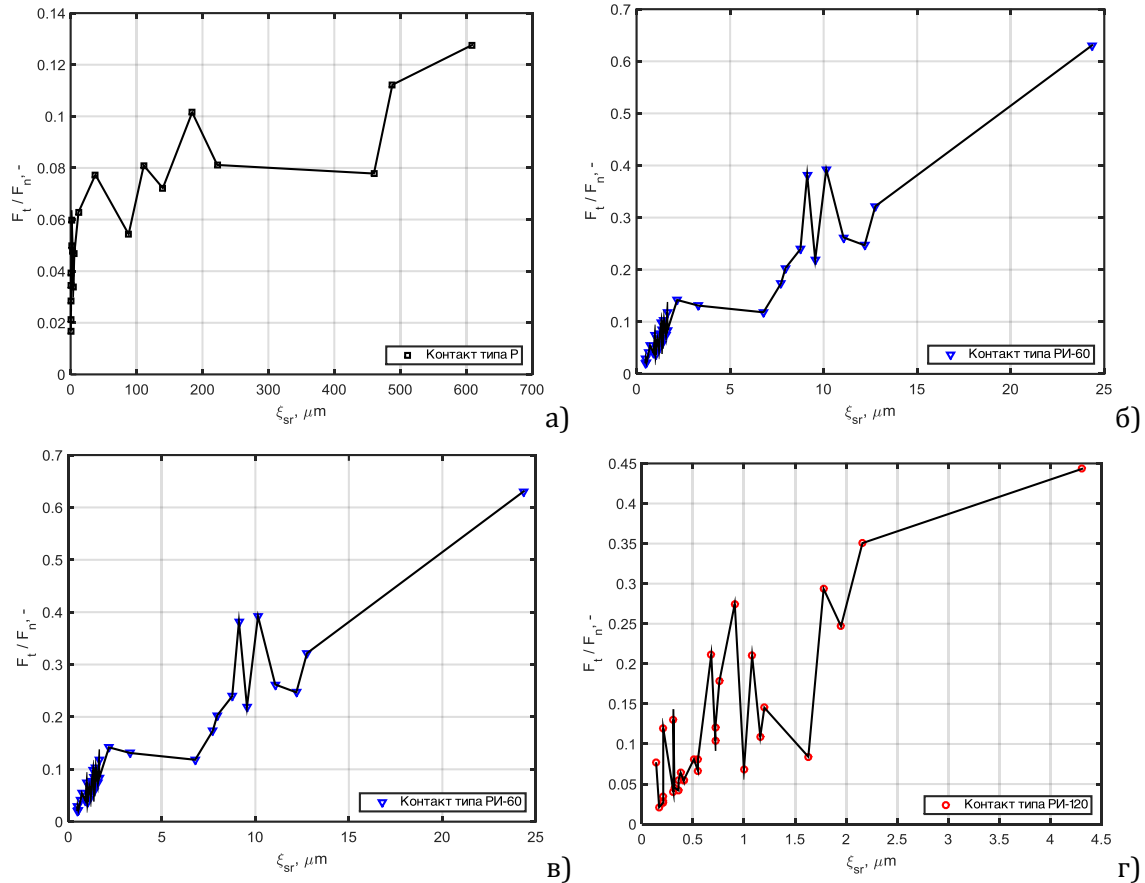 0.14
0.12
0.1
0.08
0.06
0.04
0.02
0
F_t / F_n, -
0 100 200 300 400 500 600 700
ξ_sr, μm
Контакт типа Р
а)
0.7
0.6
0.5
0.4
0.3
0.2
0.1
0
F_t / F_n, -
0 5 10 15 20 25
ξ_sr, μm
Контакт типа РИ-60
б)
0.7
0.6
0.5
0.4
0.3
0.2
0.1
0
F_t / F_n, -
0 5 10 15 20 25
ξ_sr, μm
Контакт типа РИ-60
в)
0.45
0.4
0.35
0.3
0.25
0.2
0.15
0.1
0.05
0
F_t / F_n, -
0 0.5 1 1.5 2 2.5 3 3.5 4 4.5
ξ_sr, μm
Контакт типа РИ-120
г)